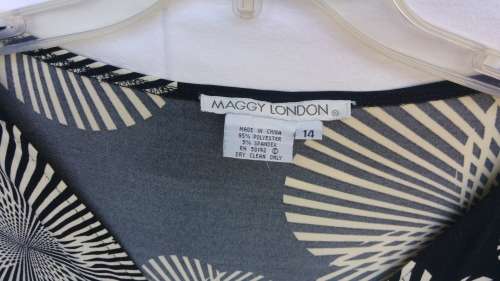 MAGGY LONDON ®
MADE IN CHINA
95% POLYESTER
5% SPANDEX
DRY CLEAN ONLY
14